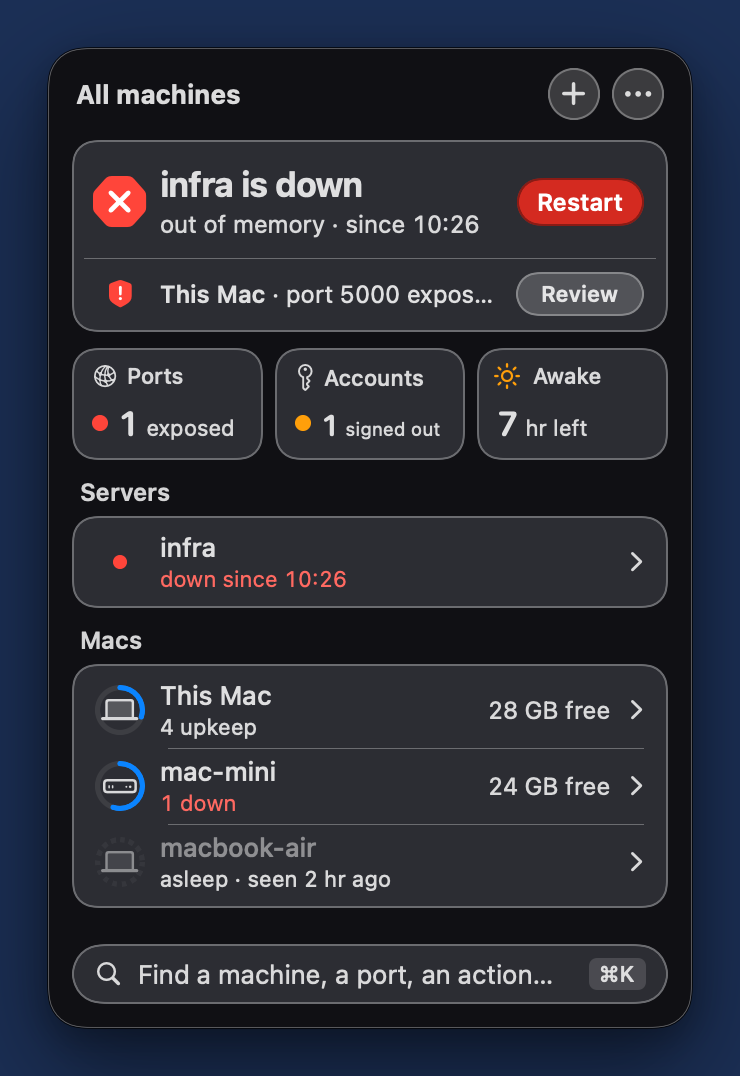 All machines
infra is down
out of memory · since 10:26
Restart
This Mac · port 5000 expos...
Review
Ports
1 exposed
Accounts
1 signed out
Awake
7 hr left
Servers
infra
down since 10:26
Macs
This Mac
4 upkeep
28 GB free
mac-mini
1 down
24 GB free
macbook-air
asleep · seen 2 hr ago
Find a machine, a port, an action...
⌘K